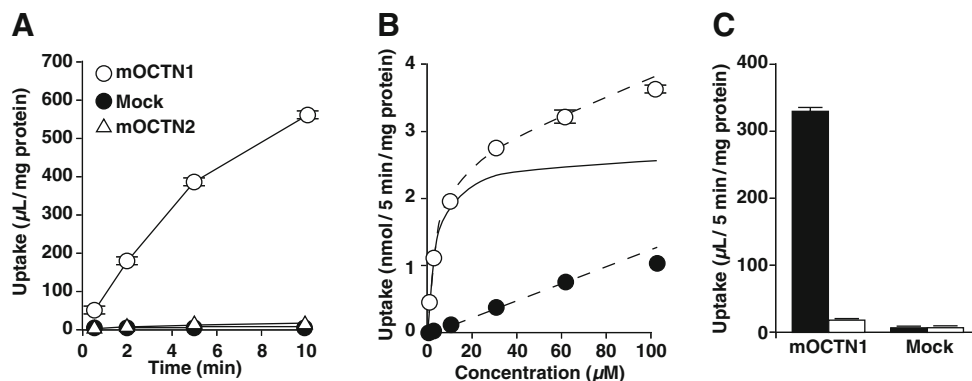 A
Uptake (µL/ mg protein)
700
600
500
400
300
200
100
0
mOCTN1
Mock
mOCTN2
0 2 4 6 8 10
Time (min)
B
Uptake (nmol/ 5 min/ mg protein)
4
3
2
1
0
0 20 40 60 80 100
Concentration (µM)
C
Uptake (µL/ 5 min/ mg protein)
400
300
200
100
0
mOCTN1 Mock